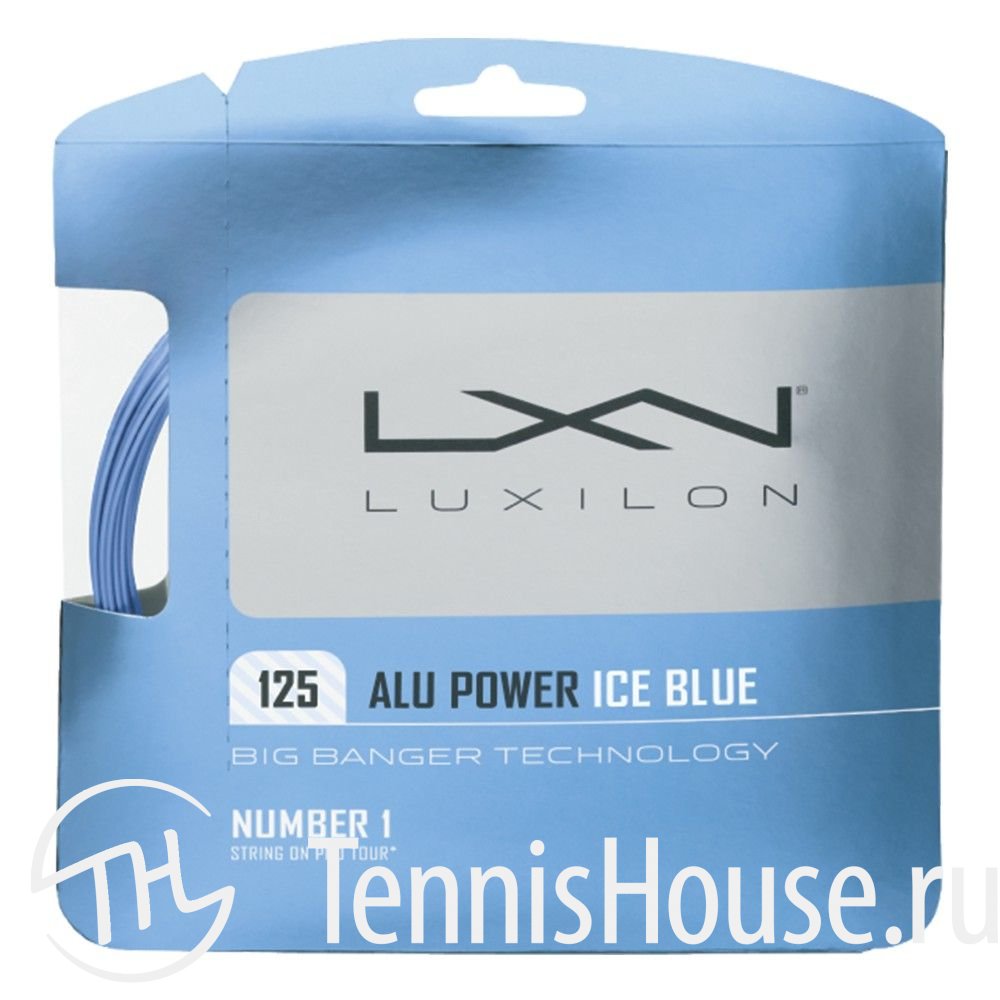 LXN®
LUXILON
125 ALU POWER ICE BLUE
BIG BANGER TECHNOLOGY
NUMBER 1
STRING ON PRO TOUR*
TH
TennisHouse.ru